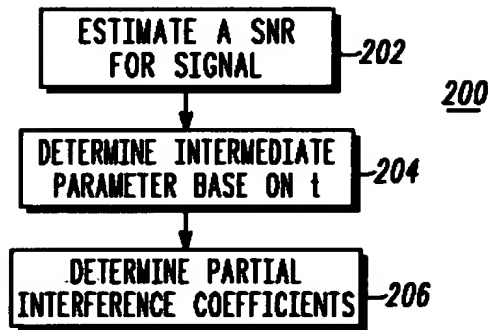 ESTIMATE A SNR
FOR SIGNAL
202
200
DETERMINE INTERMEDIATE
PARAMETER BASE ON t
204
DETERMINE PARTIAL
INTERFERENCE COEFFICIENTS
206